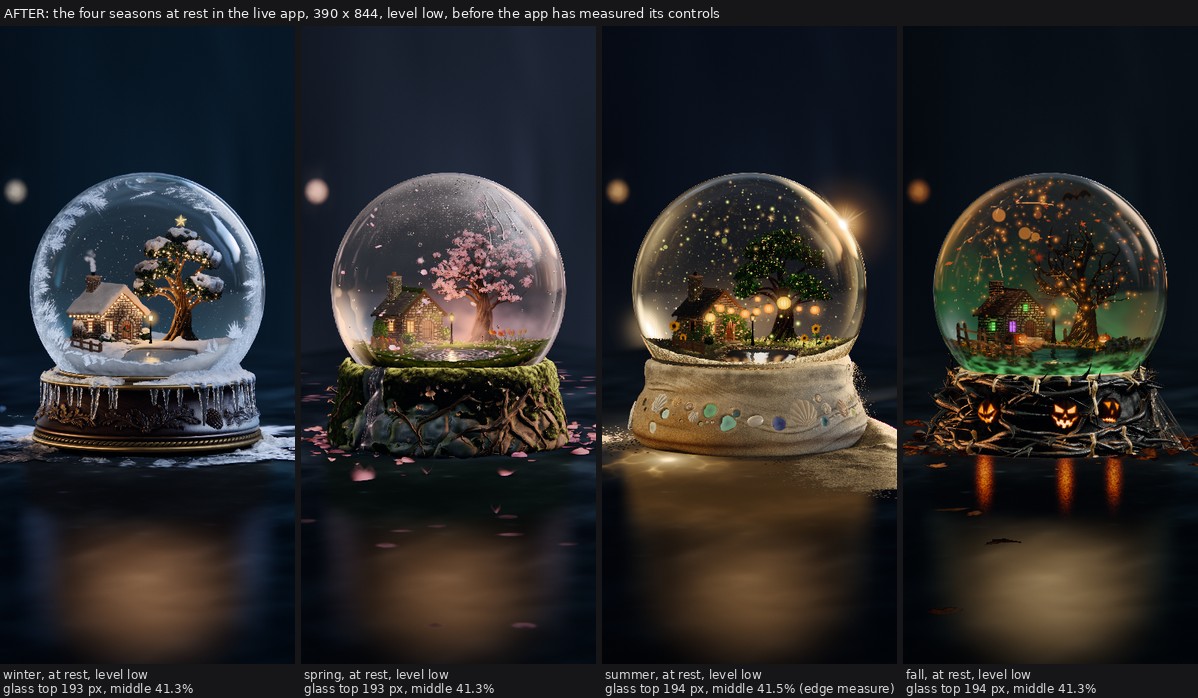 AFTER: the four seasons at rest in the live app, 390 x 844, level low, before the app has measured its controls
winter, at rest, level low
glass top 193 px, middle 41.3%
spring, at rest, level low
glass top 193 px, middle 41.3%
summer, at rest, level low
glass top 194 px, middle 41.5% (edge measure)
fall, at rest, level low
glass top 194 px, middle 41.3%